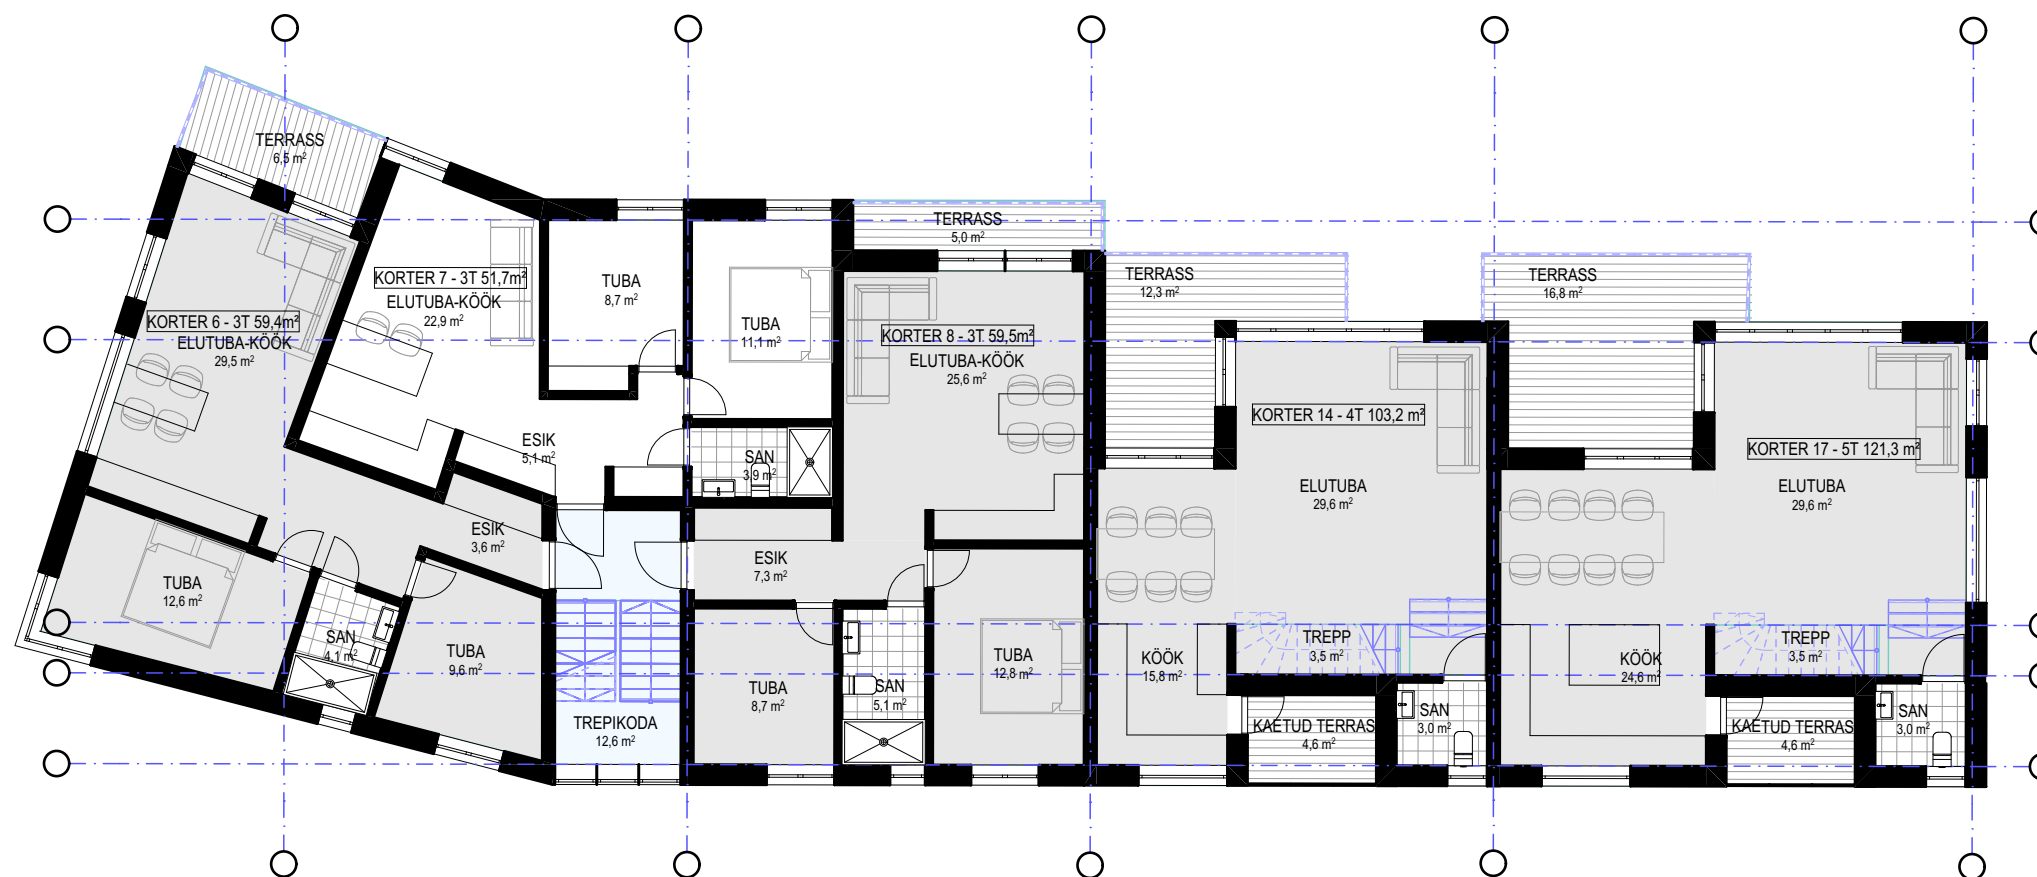 TERRASS
6,5 m²
KORTER 6 - 3T 59,4m²
ELUTUBA-KÖÖK
29,5 m²
TUBA
12,6 m²
SAN
4,1 m²
TUBA
9,6 m²
ESIK
3,6 m²
KORTER 7 - 3T 51,7m²
ELUTUBA-KÖÖK
22,9 m²
ESIK
5,1 m²
TUBA
8,7 m²
TUBA
11,1 m²
SAN
3,9 m²
TREPIKODA
12,6 m²
TERRASS
5,0 m²
KORTER 8 - 3T 59,5m²
ELUTUBA-KÖÖK
25,6 m²
ESIK
7,3 m²
TUBA
8,7 m²
SAN
5,1 m²
TUBA
12,8 m²
TERRASS
12,3 m²
KORTER 14 - 4T 103,2 m²
ELUTUBA
29,6 m²
TREPP
3,5 m²
KÖÖK
15,8 m²
KAETUD TERRAS
4,6 m²
SAN
3,0 m²
TERRASS
16,8 m²
KORTER 17 - 5T 121,3 m²
ELUTUBA
29,6 m²
TREPP
3,5 m²
KÖÖK
24,6 m²
KAETUD TERRAS
4,6 m²
SAN
3,0 m²